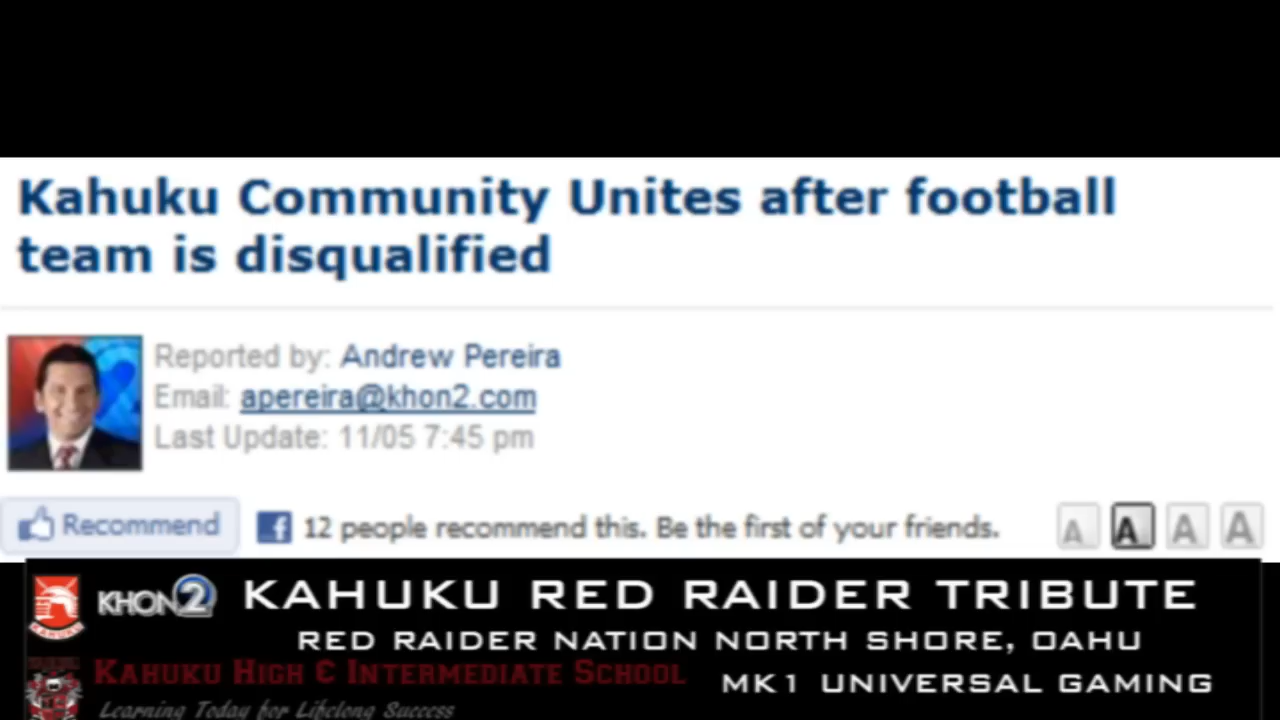 Kahuku Community Unites after football
team is disqualified
Reported by: Andrew Pereira
Email: apereira@khon2.com
Last Update: 11/05 7:45 pm
Recommend
f 12 people recommend this. Be the first of your friends.
A A A A
KAHUKU
KHON2
KAHUKU RED RAIDER TRIBUTE
RED RAIDER NATION NORTH SHORE, OAHU
KAHUKU HIGH & INTERMEDIATE SCHOOL
MK1 UNIVERSAL GAMING
Learning Today for Lifelong Success